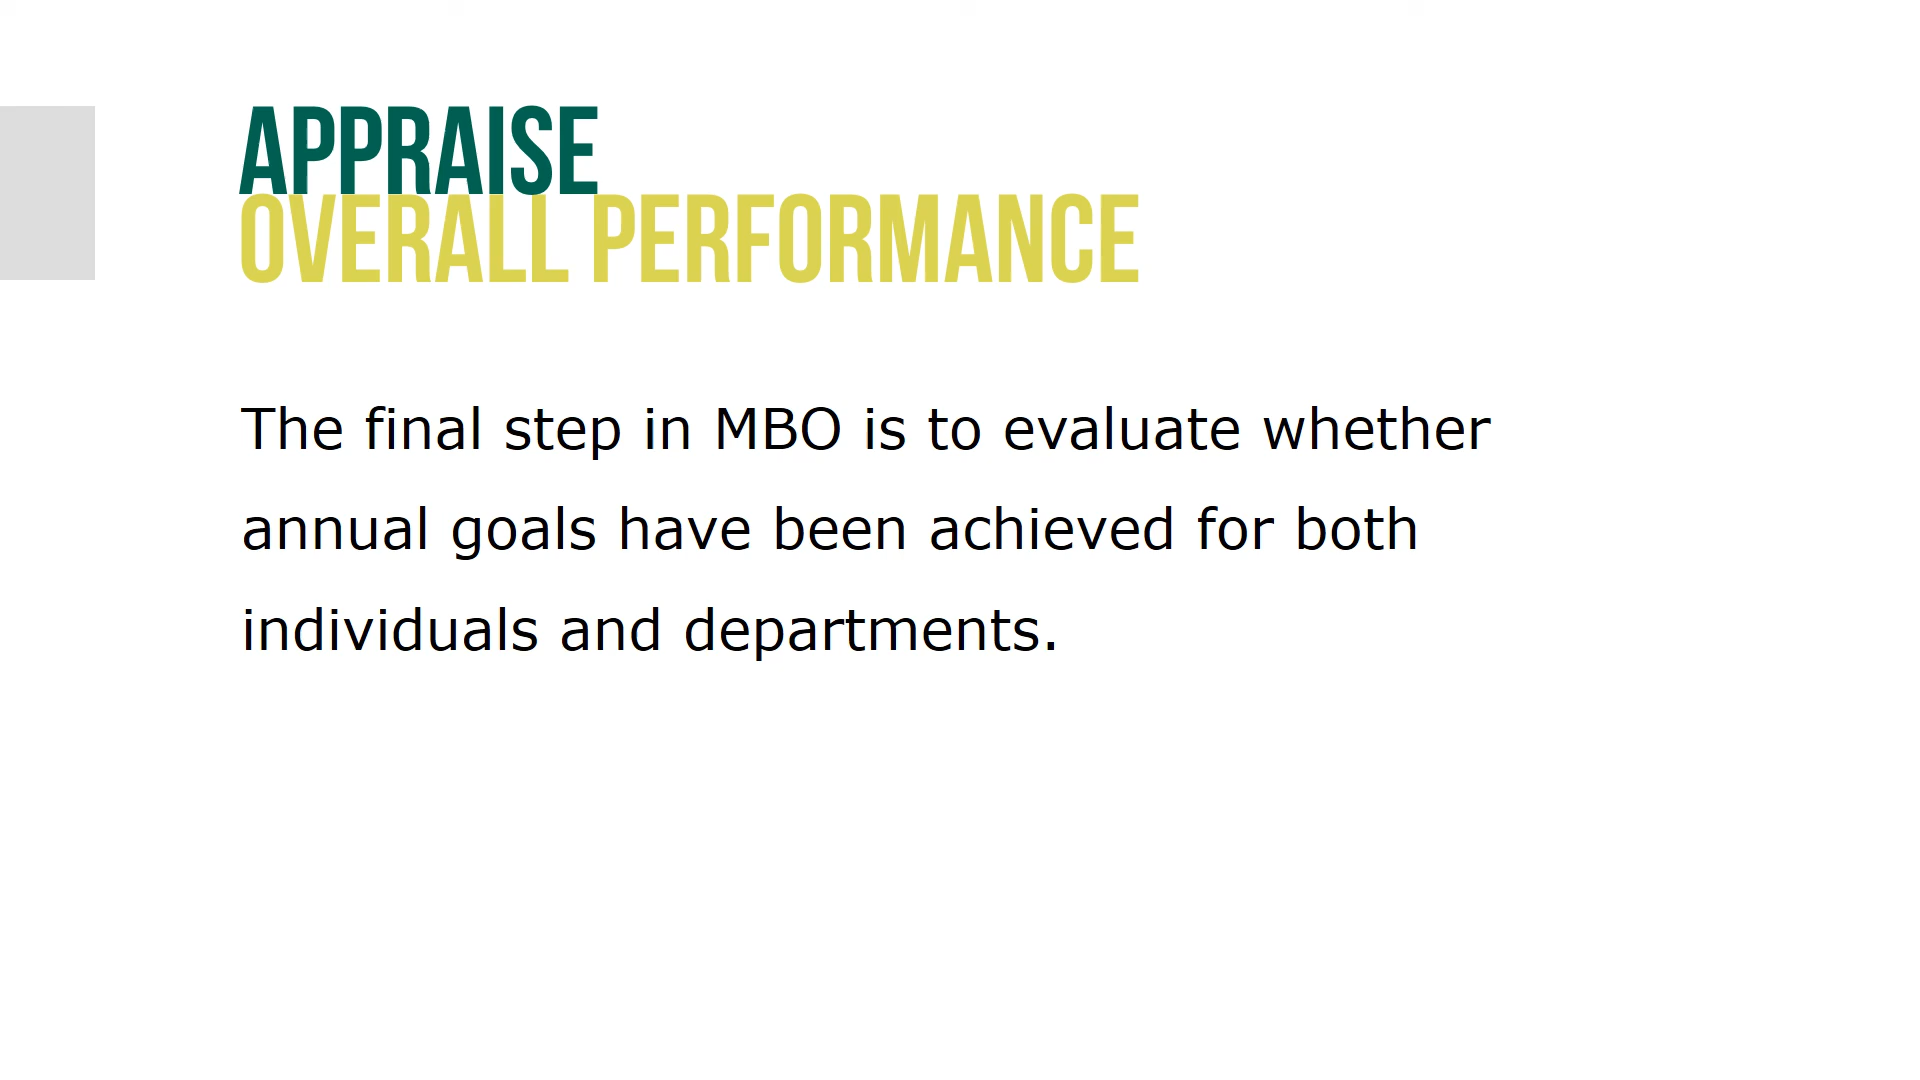 APPRAISE
OVERALL PERFORMANCE
The final step in MBO is to evaluate whether
annual goals have been achieved for both
individuals and departments.